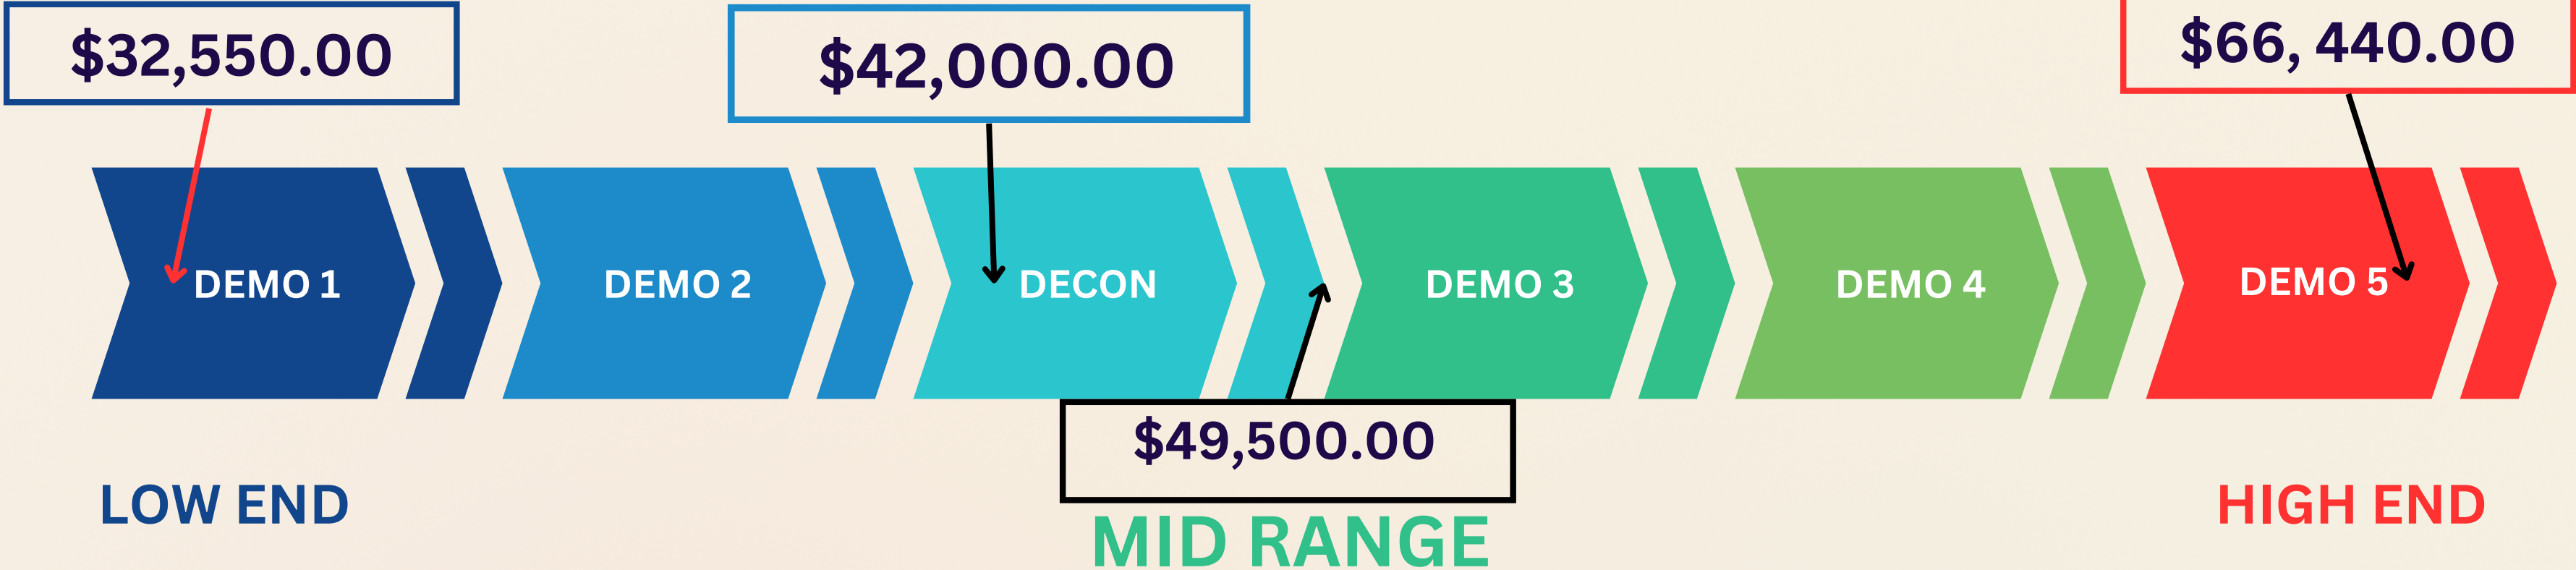 $32,550.00
$42,000.00
$66, 440.00
DEMO 1
DEMO 2
DECON
DEMO 3
DEMO 4
DEMO 5
$49,500.00
LOW END
MID RANGE
HIGH END